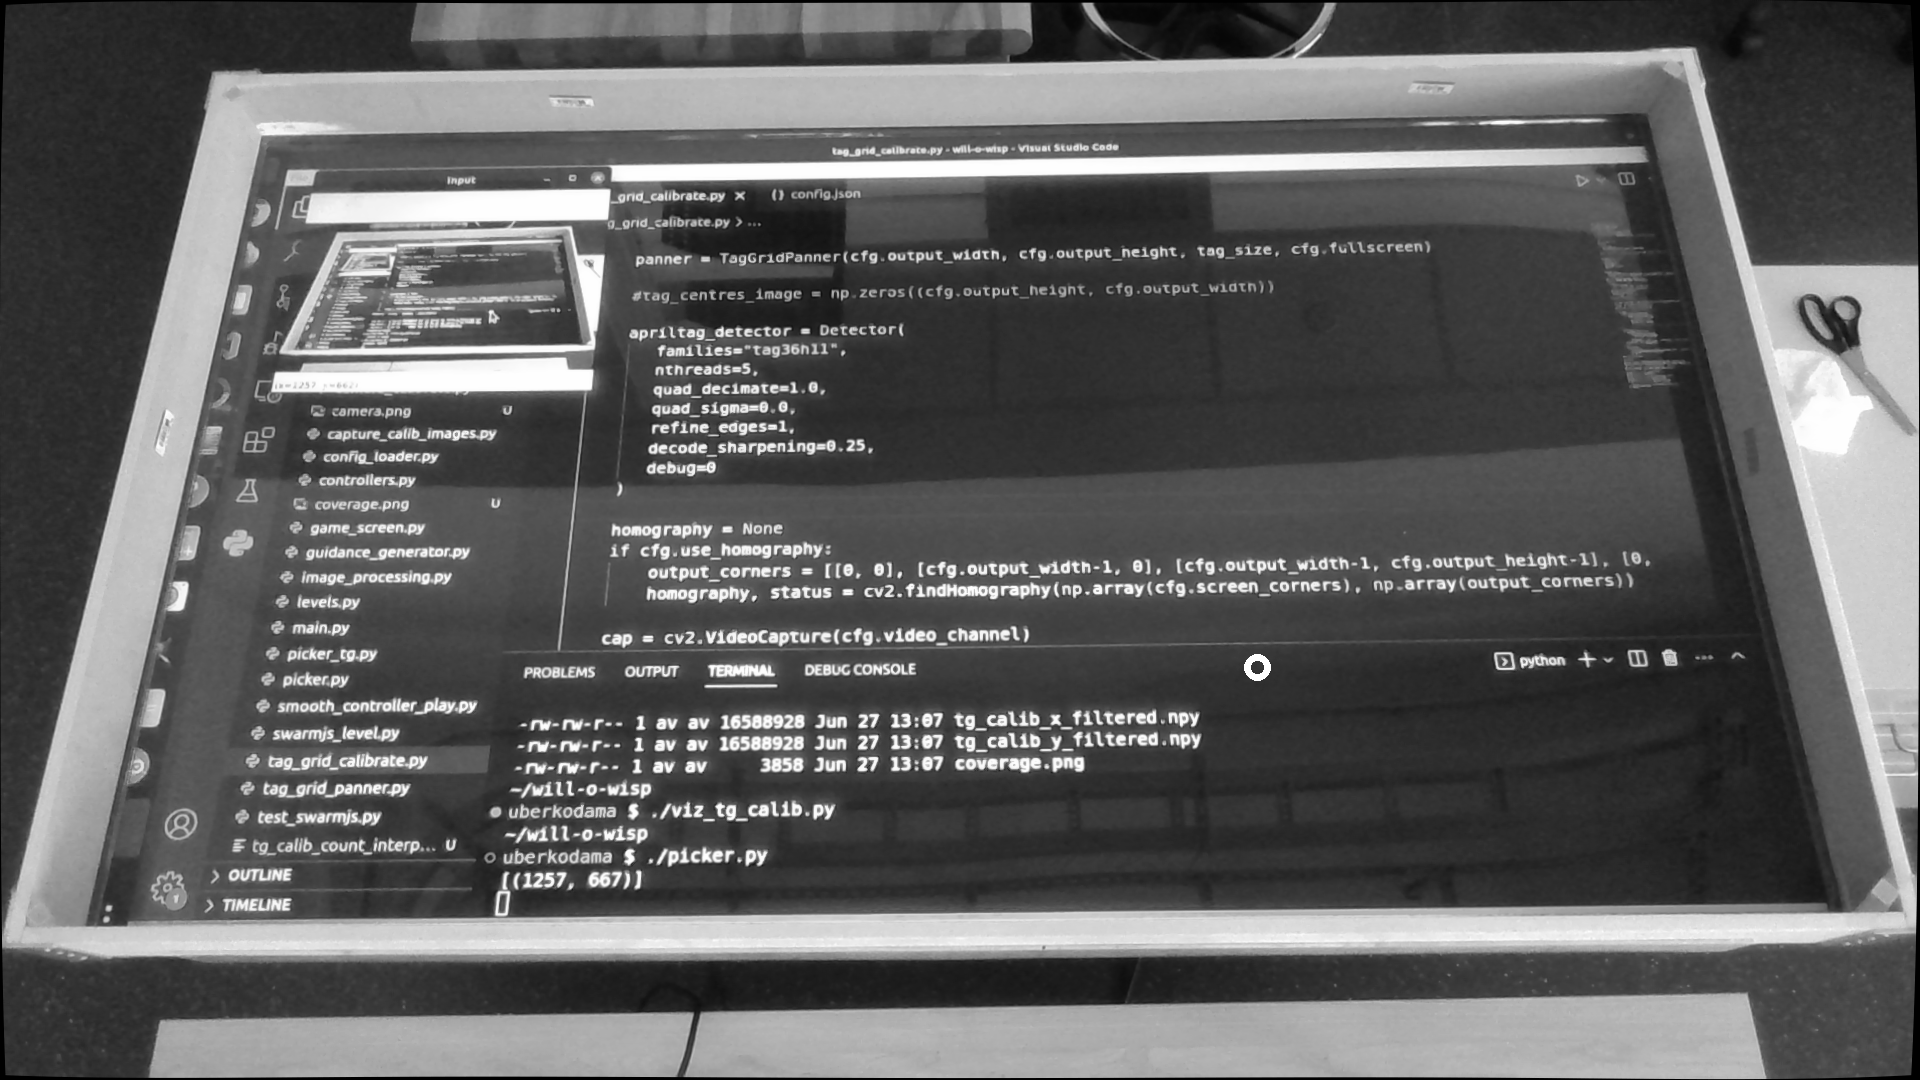 tag_grid_calibrate.py - will-o-wisp - Visual Studio Code
Input
_grid_calibrate.py
{} config.json
g_grid_calibrate.py > ...
panner = TagGridPanner(cfg.output_width, cfg.output_height, tag_size, cfg.fullscreen)
#tag_centres_image = np.zeros((cfg.output_height, cfg.output_width))
apriltag_detector = Detector(
families="tag36h11",
nthreads=5,
quad_decimate=1.0,
quad_sigma=0.0,
refine_edges=1,
decode_sharpening=0.25,
debug=0
)
homography = None
if cfg.use_homography:
output_corners = [[0, 0], [cfg.output_width-1, 0], [cfg.output_width-1, cfg.output_height-1], [0,
homography, status = cv2.findHomography(np.array(cfg.screen_corners), np.array(output_corners))
cap = cv2.VideoCapture(cfg.video_channel)
camera.png U
capture_calib_images.py
config_loader.py
controllers.py
coverage.png U
game_screen.py
guidance_generator.py
image_processing.py
levels.py
main.py
picker_tg.py
picker.py
smooth_controller_play.py
swarmjs_level.py
tag_grid_calibrate.py
tag_grid_panner.py
test_swarmjs.py
tg_calib_count_interp... U
OUTLINE
TIMELINE
1
PROBLEMS OUTPUT TERMINAL DEBUG CONSOLE
python
-rw-rw-r-- 1 av av 16588928 Jun 27 13:07 tg_calib_x_filtered.npy
-rw-rw-r-- 1 av av 16588928 Jun 27 13:07 tg_calib_y_filtered.npy
-rw-rw-r-- 1 av av 3858 Jun 27 13:07 coverage.png
~/will-o-wisp
uberkodama $ ./viz_tg_calib.py
~/will-o-wisp
uberkodama $ ./picker.py
[(1257, 667)]